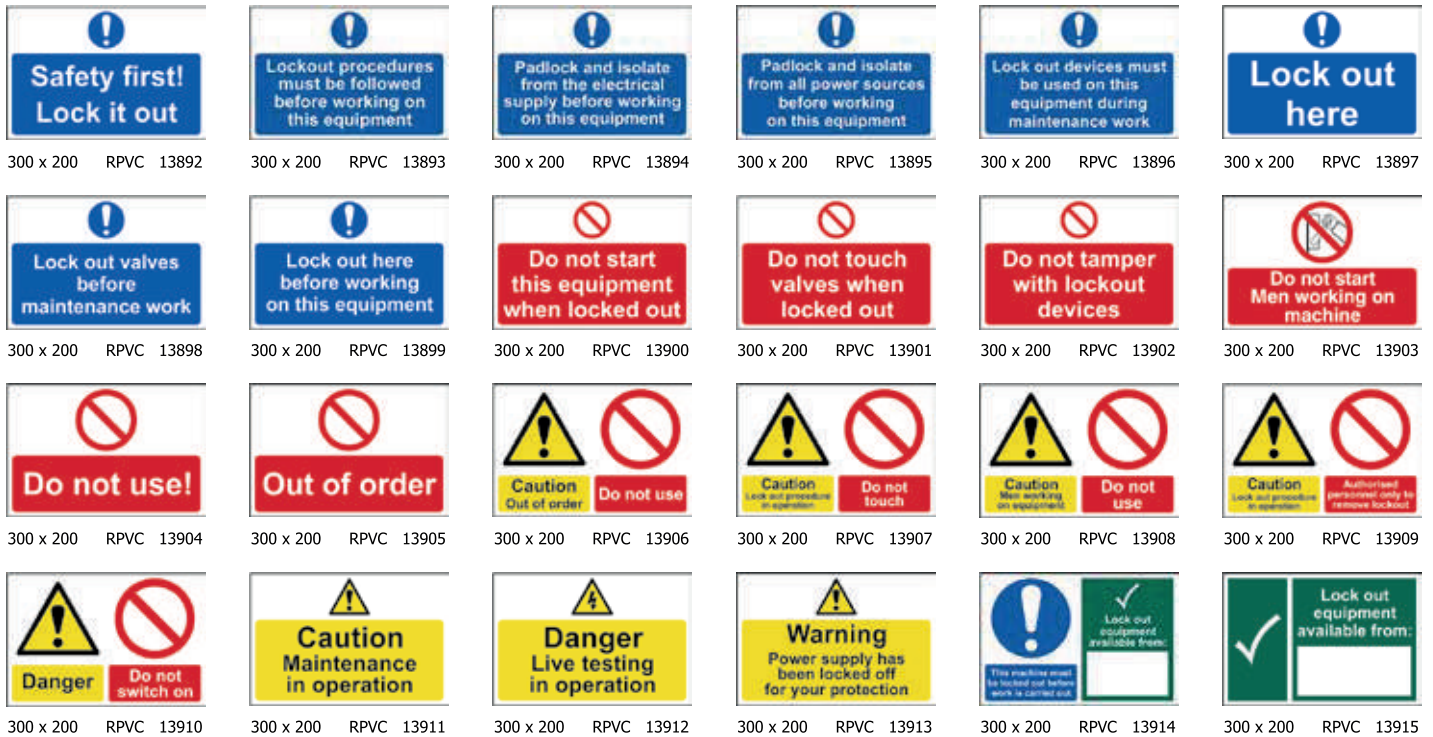 Safety first!
Lock it out
300 x 200 RPVC 13892
Lockout procedures
must be followed
before working on
this equipment
300 x 200 RPVC 13893
Padlock and isolate
from the electrical
supply before working
on this equipment
300 x 200 RPVC 13894
Padlock and isolate
from all power sources
before working
on this equipment
300 x 200 RPVC 13895
Lock out devices must
be used on this
equipment during
maintenance work
300 x 200 RPVC 13896
Lock out
here
300 x 200 RPVC 13897
Lock out valves
before
maintenance work
300 x 200 RPVC 13898
Lock out here
before working
on this equipment
300 x 200 RPVC 13899
Do not start
this equipment
when locked out
300 x 200 RPVC 13900
Do not touch
valves when
locked out
300 x 200 RPVC 13901
Do not tamper
with lockout
devices
300 x 200 RPVC 13902
Do not start
Men working on
machine
300 x 200 RPVC 13903
Do not use!
300 x 200 RPVC 13904
Out of order
300 x 200 RPVC 13905
Caution
Out of order
Do not use
300 x 200 RPVC 13906
Caution
Lock out procedure
in operation
Do not
touch
300 x 200 RPVC 13907
Caution
Men working
on equipment
Do not
use
300 x 200 RPVC 13908
Caution
Lock out procedure
in operation
Authorised
personnel only to
remove lockout
300 x 200 RPVC 13909
Danger
Do not
switch on
300 x 200 RPVC 13910
Caution
Maintenance
in operation
300 x 200 RPVC 13911
Danger
Live testing
in operation
300 x 200 RPVC 13912
Warning
Power supply has
been locked off
for your protection
300 x 200 RPVC 13913
This machine must
be locked out before
work is carried out
Lock out
equipment
available from:
300 x 200 RPVC 13914
Lock out
equipment
available from:
300 x 200 RPVC 13915